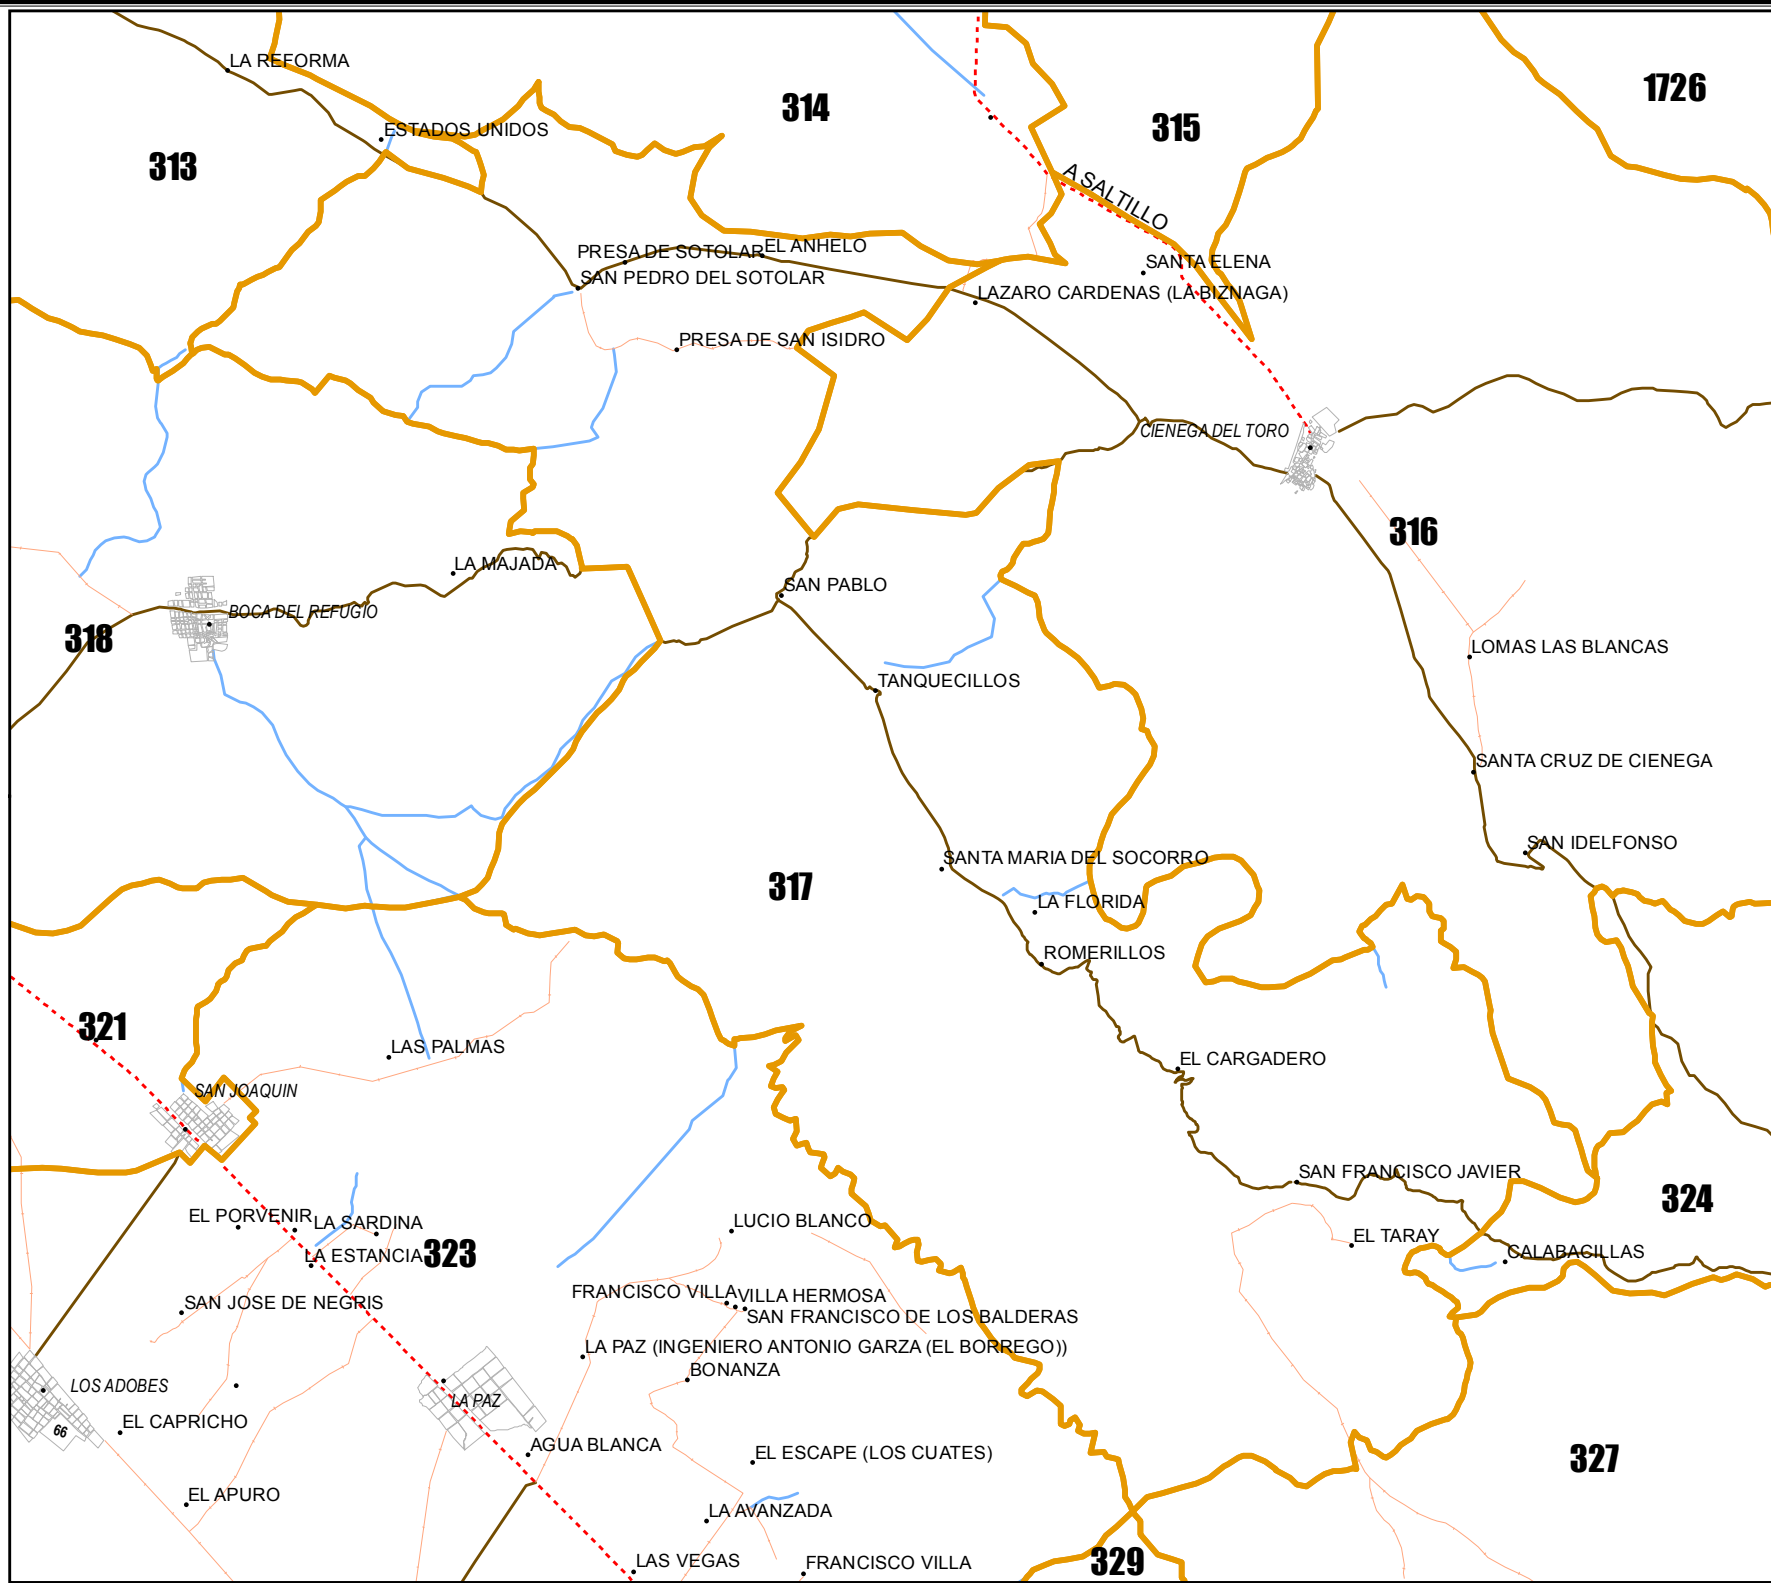 LA REFORMA
1726
314
315
ESTADOS UNIDOS
313
A SALTILLO
PRESA DE SOTOLAR
EL ANHELO
SAN PEDRO DEL SOTOLAR
SANTA ELENA
LAZARO CARDENAS (LA BIZNAGA)
PRESA DE SAN ISIDRO
CIENEGA DEL TORO
316
LA MAJADA
SAN PABLO
BOCA DEL REFUGIO
318
LOMAS LAS BLANCAS
TANQUECILLOS
SANTA CRUZ DE CIENEGA
SAN IDELFONSO
SANTA MARIA DEL SOCORRO
317
LA FLORIDA
ROMERILLOS
321
LAS PALMAS
EL CARGADERO
SAN JOAQUIN
SAN FRANCISCO JAVIER
324
EL PORVENIR
LA SARDINA
LUCIO BLANCO
EL TARAY
LA ESTANCIA
323
CALABACILLAS
FRANCISCO VILLA
VILLA HERMOSA
SAN JOSE DE NEGRIS
SAN FRANCISCO DE LOS BALDERAS
LA PAZ (INGENIERO ANTONIO GARZA (EL BORREGO))
BONANZA
LOS ADOBES
LA PAZ
EL CAPRICHO
66
AGUA BLANCA
EL ESCAPE (LOS CUATES)
327
EL APURO
LA AVANZADA
LAS VEGAS
FRANCISCO VILLA
329